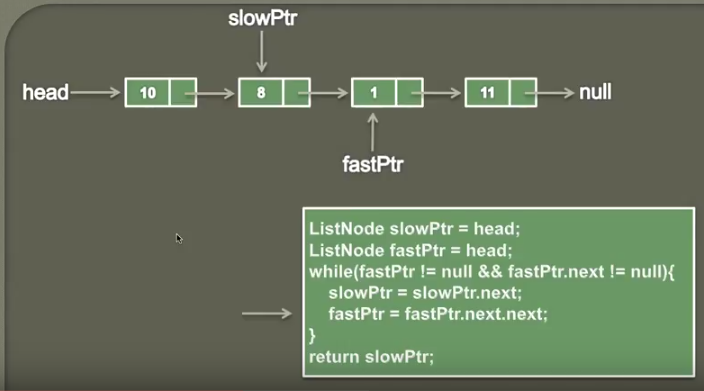 slowPtr
head 10 8 1 11 null
fastPtr
ListNode slowPtr = head;
ListNode fastPtr = head;
while(fastPtr != null && fastPtr.next != null){
    slowPtr = slowPtr.next;
    fastPtr = fastPtr.next.next;
}
return slowPtr;